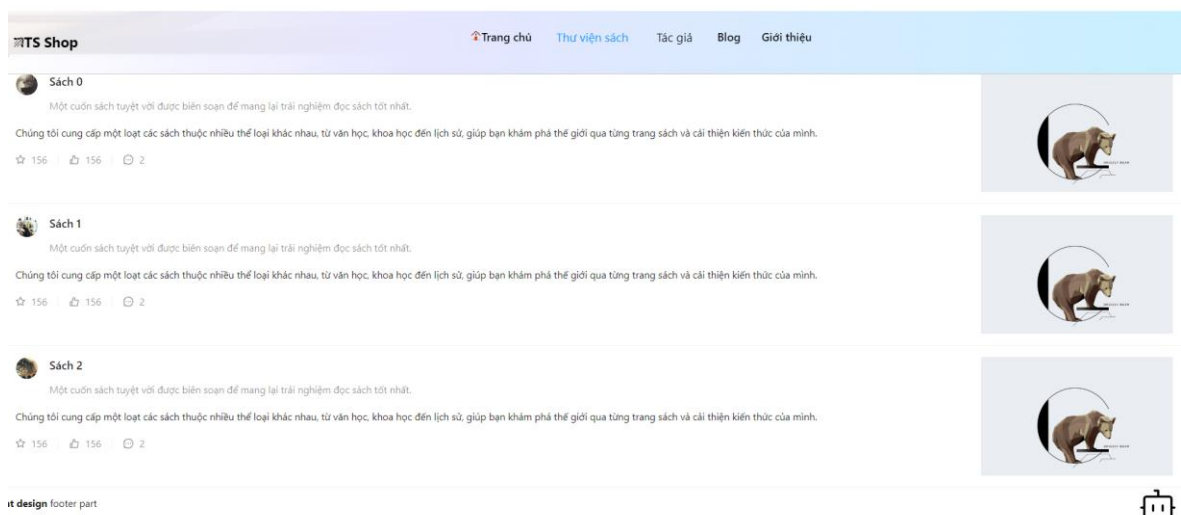 TS Shop
Trang chủ Thư viện sách Tác giả Blog Giới thiệu
Sách 0
Một cuốn sách tuyệt vời được biên soạn để mang lại trải nghiệm đọc sách tốt nhất.
Chúng tôi cung cấp một loạt các sách thuộc nhiều thể loại khác nhau, từ văn học, khoa học đến lịch sử, giúp bạn khám phá thế giới qua từng trang sách và cải thiện kiến thức của mình.
156 156 2
Sách 1
Một cuốn sách tuyệt vời được biên soạn để mang lại trải nghiệm đọc sách tốt nhất.
Chúng tôi cung cấp một loạt các sách thuộc nhiều thể loại khác nhau, từ văn học, khoa học đến lịch sử, giúp bạn khám phá thế giới qua từng trang sách và cải thiện kiến thức của mình.
156 156 2
Sách 2
Một cuốn sách tuyệt vời được biên soạn để mang lại trải nghiệm đọc sách tốt nhất.
Chúng tôi cung cấp một loạt các sách thuộc nhiều thể loại khác nhau, từ văn học, khoa học đến lịch sử, giúp bạn khám phá thế giới qua từng trang sách và cải thiện kiến thức của mình.
156 156 2
design footer part